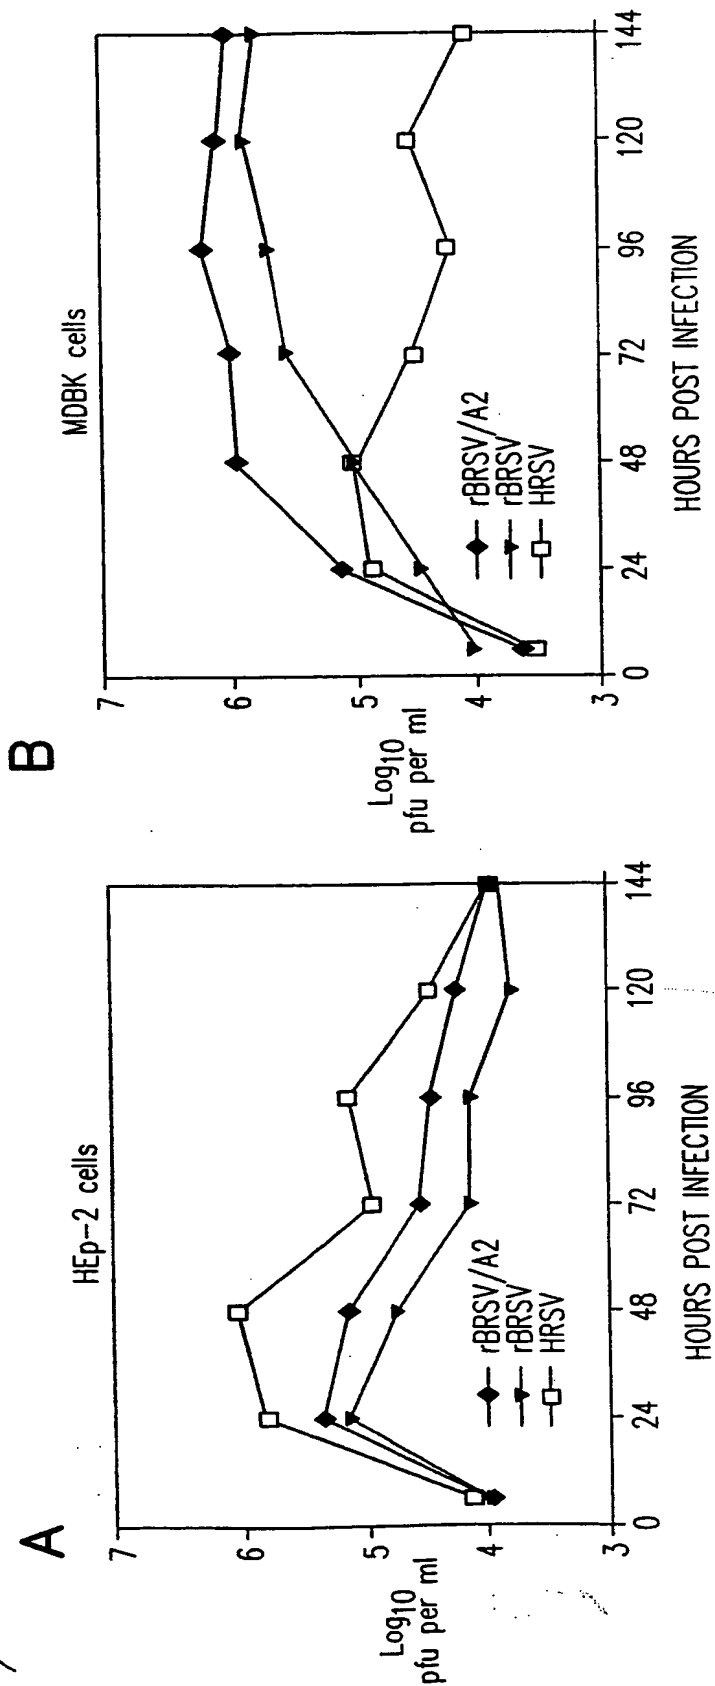 A
HEp-2 cells
7
6
5
4
3
Log10
pfu per ml
rBRSV/A2
rBRSV
HRSV
0 24 48 72 96 120 144
HOURS POST INFECTION
B
MDBK cells
7
6
5
4
3
Log10
pfu per ml
rBRSV/A2
rBRSV
HRSV
0 24 48 72 96 120 144
HOURS POST INFECTION